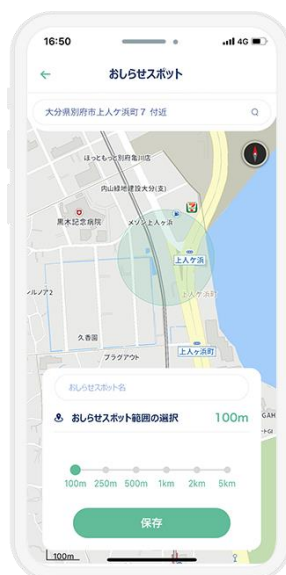 16:50
4G
おしらせスポット
大分県別府市上人ケ浜町7 付近
ほっともっと別府亀川店
内山緑地建設大分(支)
黒木記念病院
メゾン上人ヶ浜
上人ケ浜
上人ケ浜町
久香園
上人ケ浜町
プラグアウト
おしらせスポット名
おしらせスポット範囲の選択
100m
100m 250m 500m 1km 2km 5km
保存
100m